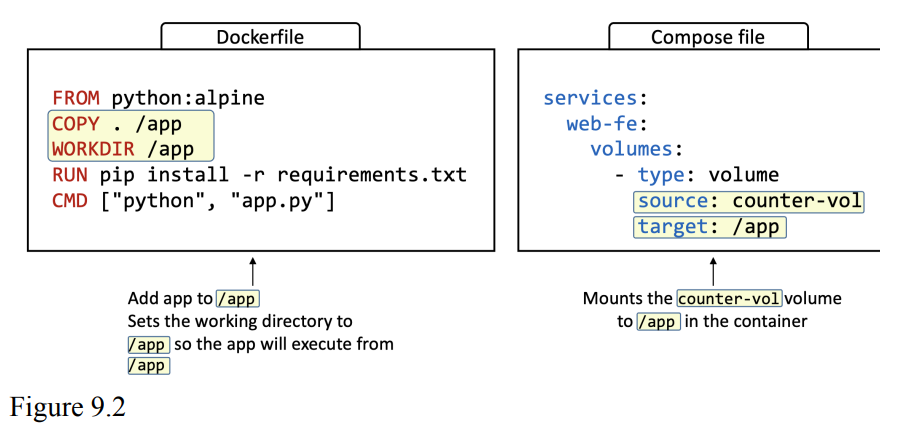 Dockerfile
FROM python:alpine
COPY . /app
WORKDIR /app
RUN pip install -r requirements.txt
CMD ["python", "app.py"]
Add app to /app
Sets the working directory to
/app so the app will execute from
/app
Compose file
services:
web-fe:
volumes:
- type: volume
source: counter-vol
target: /app
Mounts the counter-vol volume
to /app in the container
Figure 9.2